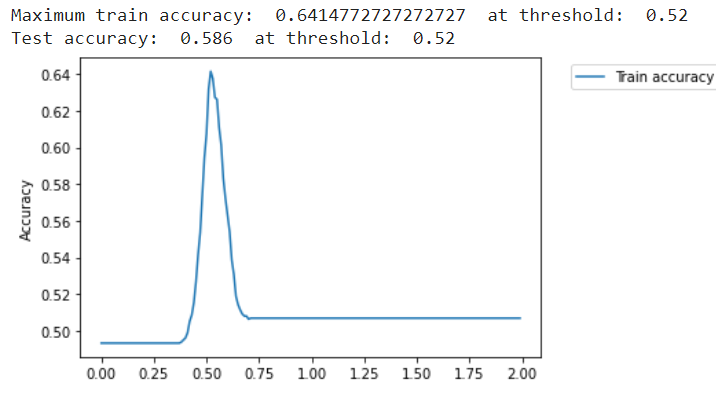 Maximum train accuracy:  0.6414772727272727  at threshold:  0.52
Test accuracy:  0.586  at threshold:  0.52
Train accuracy
Accuracy
0.64
0.62
0.60
0.58
0.56
0.54
0.52
0.50
0.00 0.25 0.50 0.75 1.00 1.25 1.50 1.75 2.00